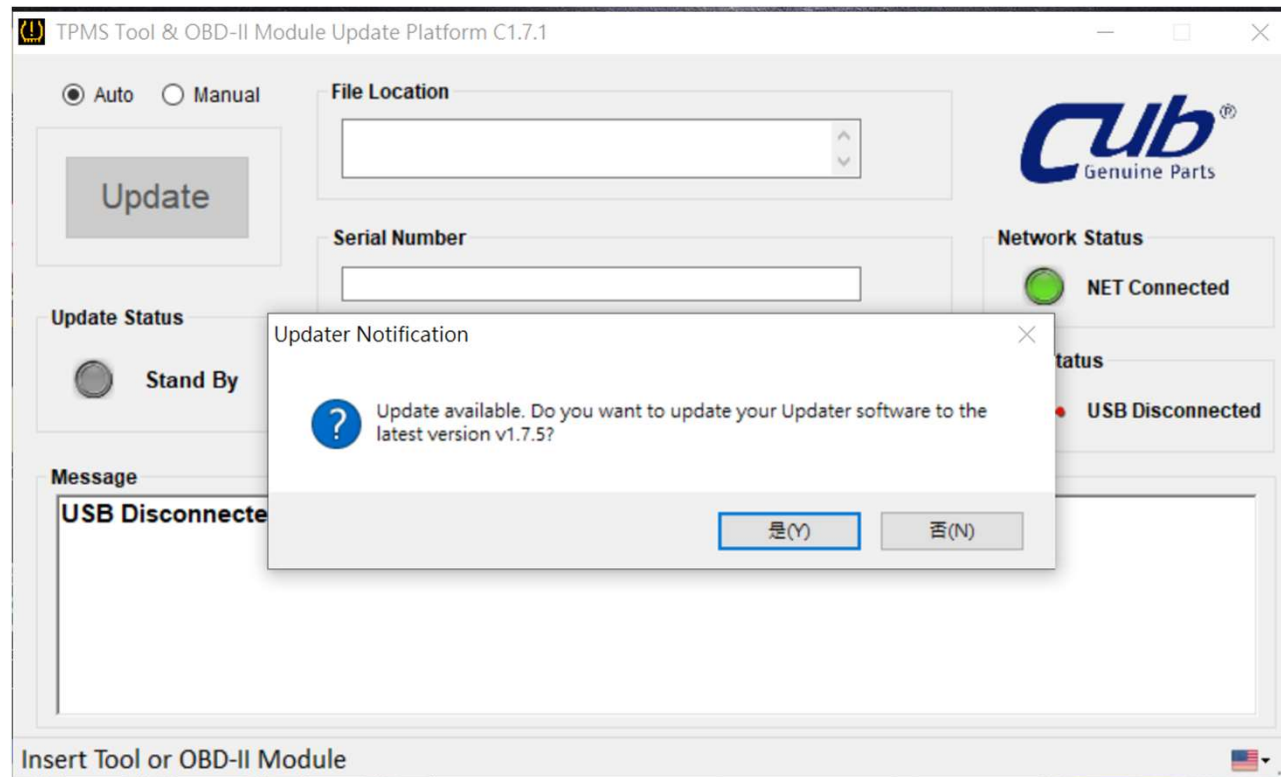 TPMS Tool & OBD-II Module Update Platform C1.7.1
Auto
Manual
Update
File Location
Cub®
Genuine Parts
Serial Number
Network Status
NET Connected
Update Status
Stand By
Updater Notification
Update available. Do you want to update your Updater software to the
latest version v1.7.5?
是(Y)
否(N)
tatus
USB Disconnected
Message
USB Disconnecte
Insert Tool or OBD-II Module